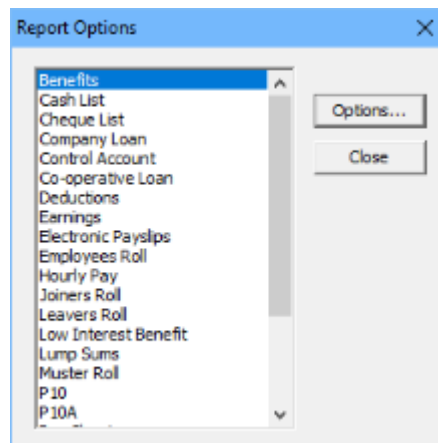 Report Options
Benefits
Cash List
Cheque List
Company Loan
Control Account
Co-operative Loan
Deductions
Earnings
Electronic Payslips
Employees Roll
Hourly Pay
Joiners Roll
Leavers Roll
Low Interest Benefit
Lump Sums
Muster Roll
P10
P10A
Options...
Close